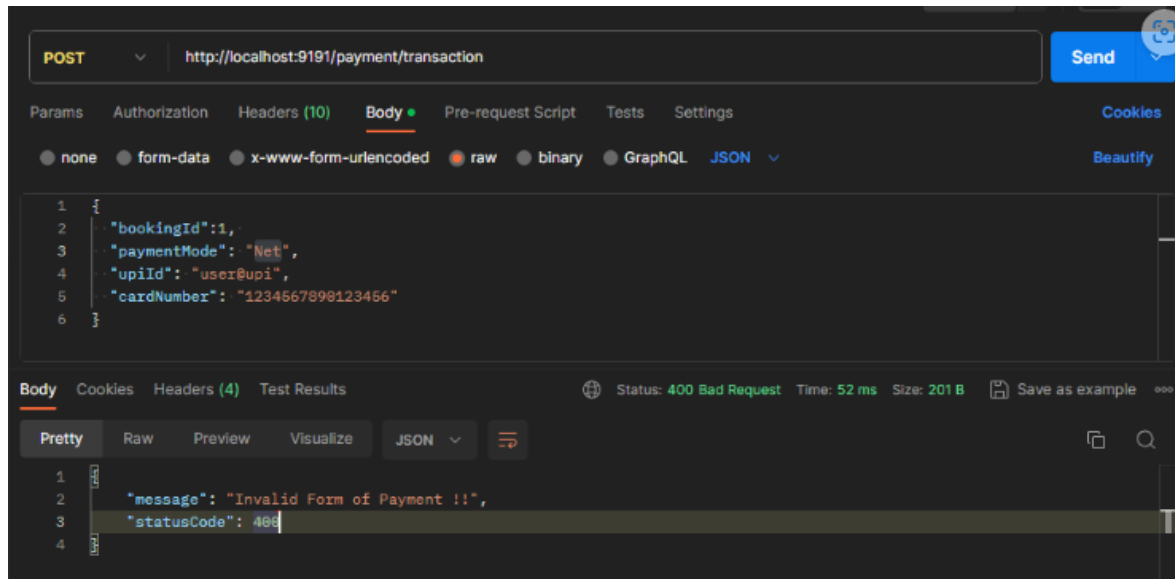 POST http://localhost:9191/payment/transaction Send
Params Authorization Headers (10) Body Pre-request Script Tests Settings Cookies
none form-data x-www-form-urlencoded raw binary GraphQL JSON Beautify
1 {
2 "bookingId":1,
3 "paymentMode": "Net",
4 "upiId": "user@upi",
5 "cardNumber": "1234567890123456"
6 }
Body Cookies Headers (4) Test Results Status: 400 Bad Request Time: 52 ms Size: 201 B Save as example
Pretty Raw Preview Visualize JSON
1 {
2 "message": "Invalid Form of Payment !!",
3 "statusCode": 400
4 }